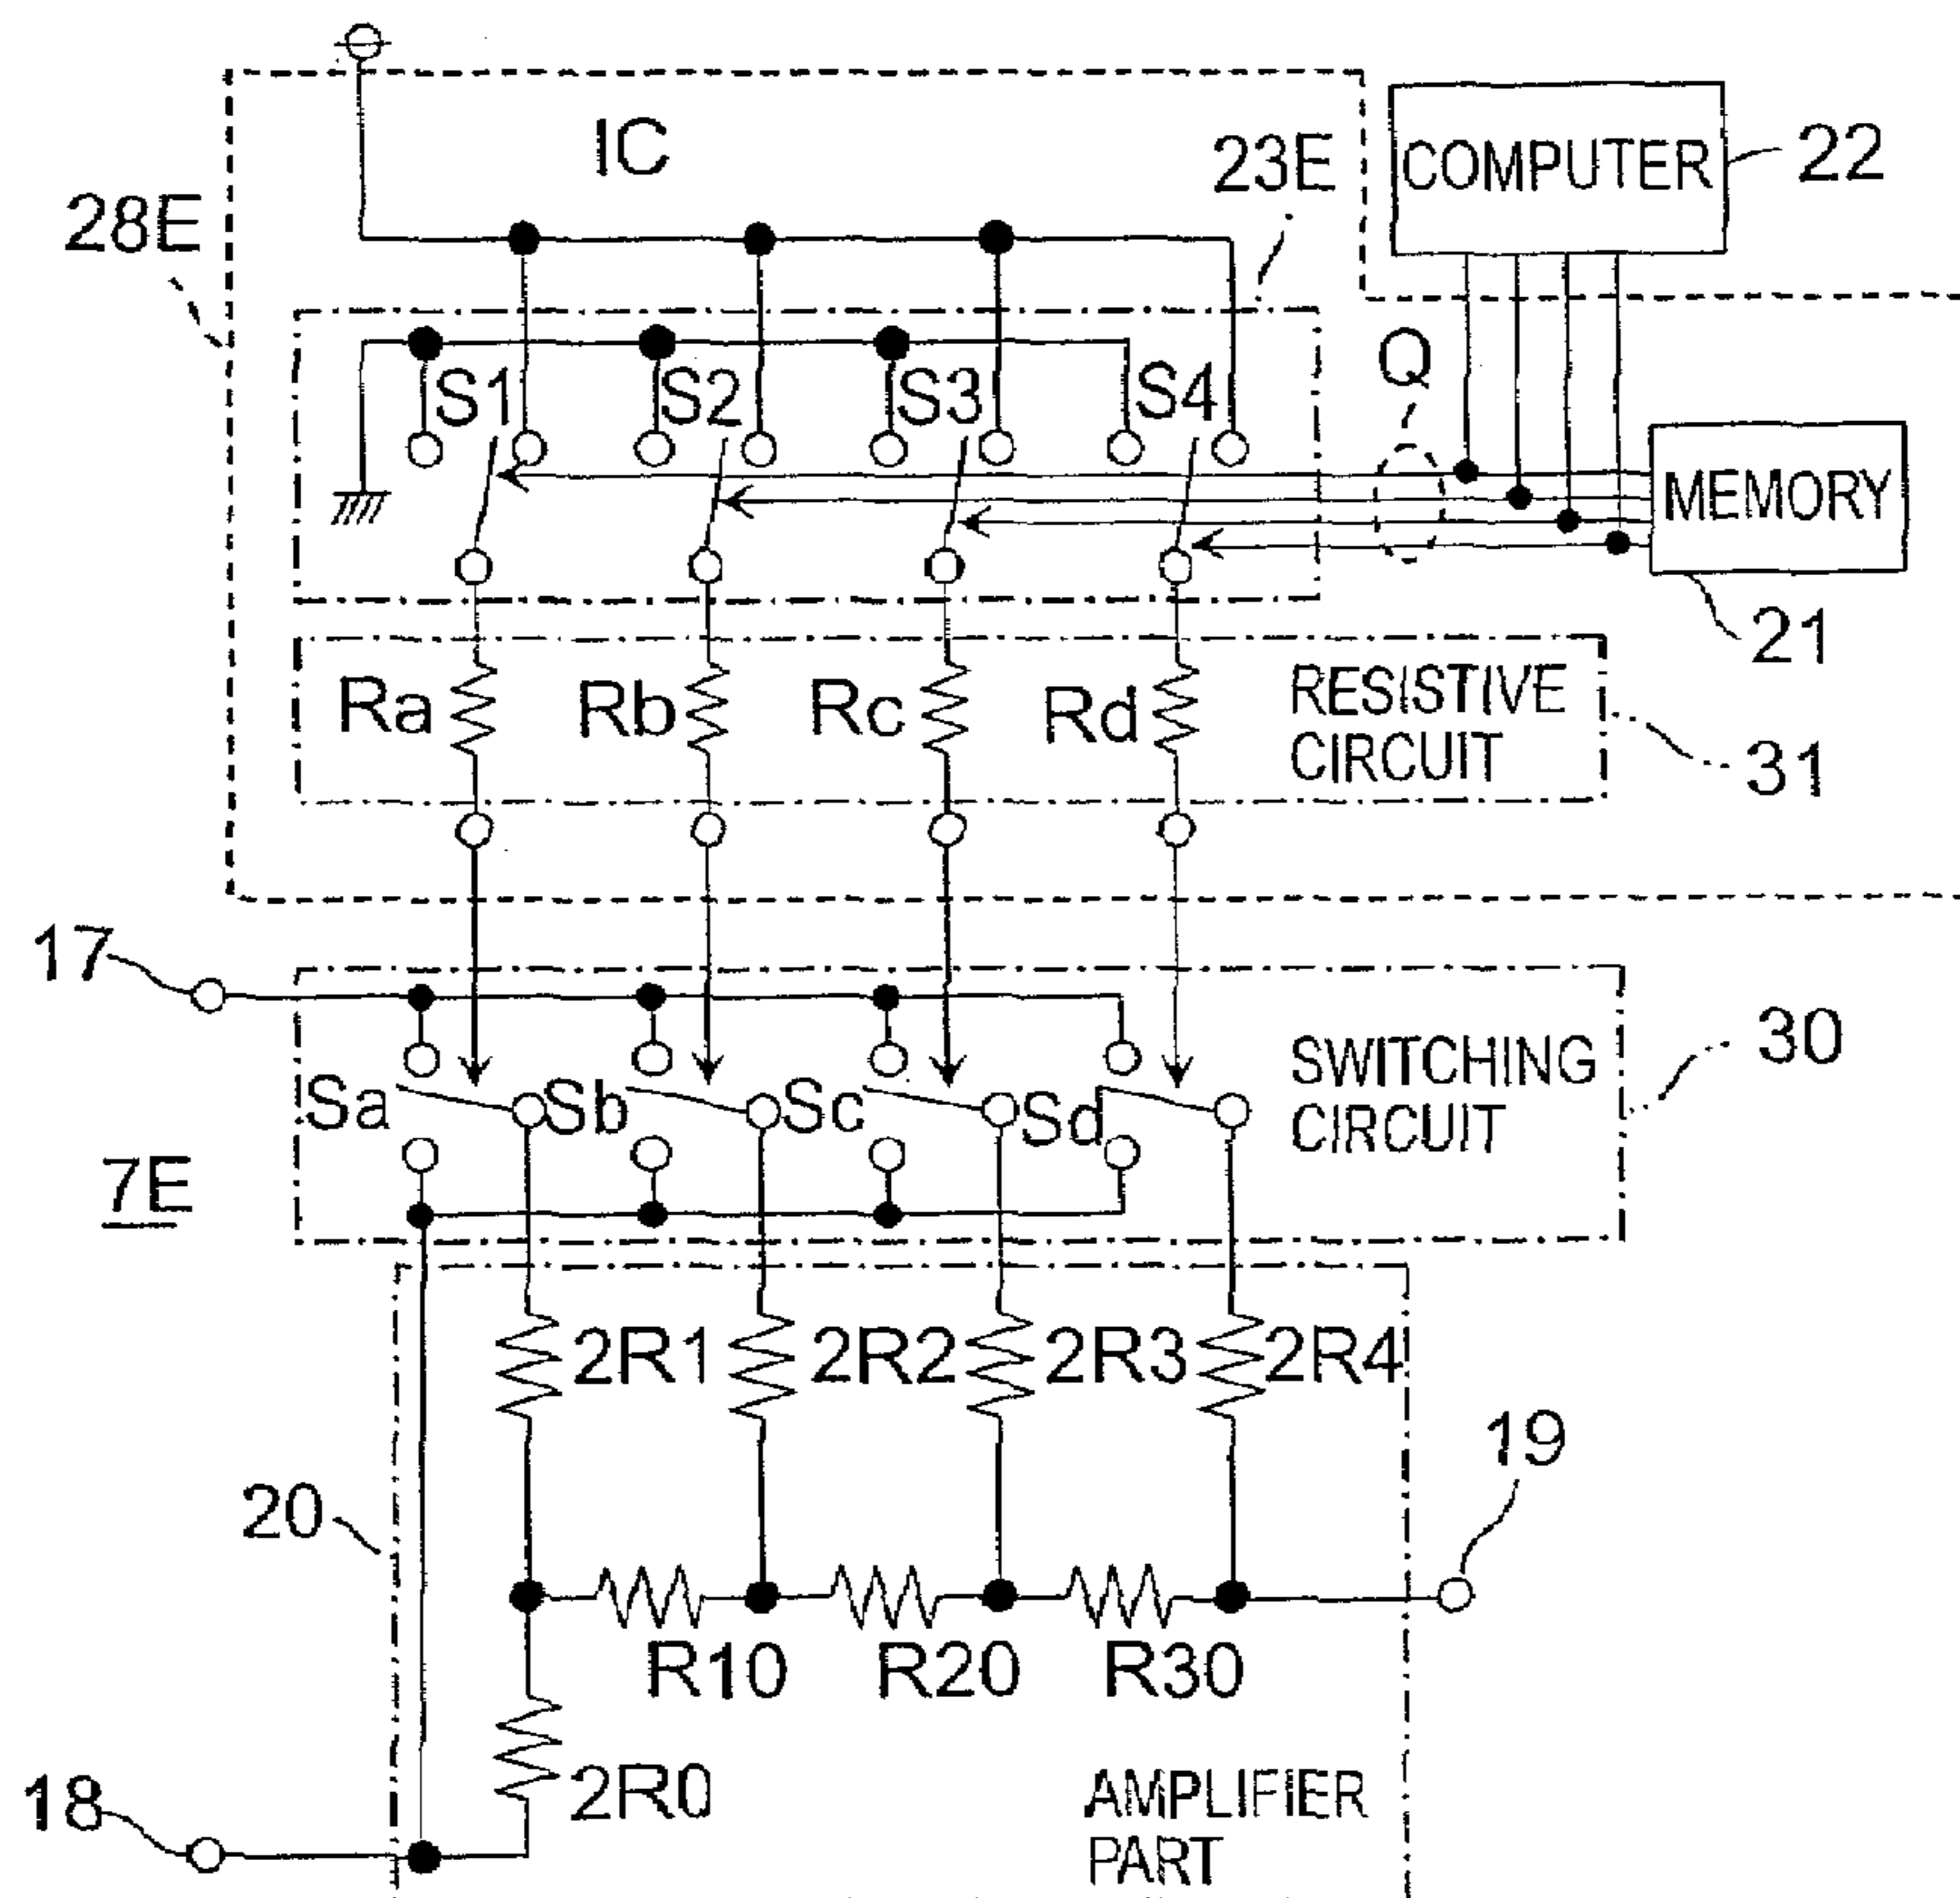 IC
COMPUTER
22
23E
28E
S1
S2
S3
S4
Q
MEMORY
21
Ra
Rb
Rc
Rd
RESISTIVE
CIRCUIT
31
17
Sa
Sb
Sc
Sd
SWITCHING
CIRCUIT
30
7E
2R1
2R2
2R3
2R4
19
20
R10
R20
R30
2R0
18
AMPLIFIER
PART